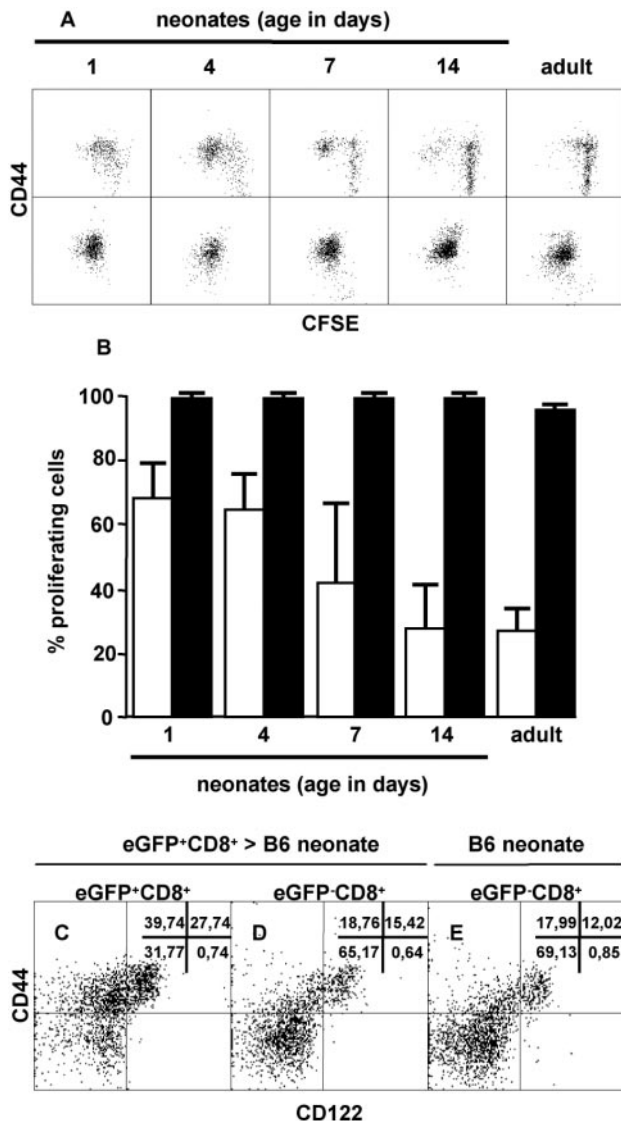 A
neonates (age in days)
1 4 7 14 adult
CD44
CFSE
B
100
80
60
40
20
0
% proliferating cells
1 4 7 14 adult
neonates (age in days)
eGFP⁺CD8⁺ > B6 neonate B6 neonate
eGFP⁺CD8⁺ eGFP⁻CD8⁺ eGFP⁻CD8⁺
C 39,74 27,74 D 18,76 15,42 E 17,99 12,02
31,77 0,74 65,17 0,64 69,13 0,85
CD44
CD122